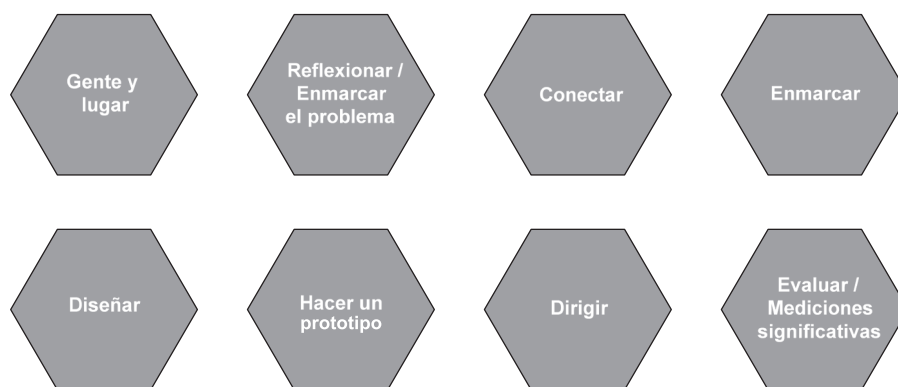 Gente y
lugar
Reflexionar /
Enmarcar
el problema
Conectar
Enmarcar
Diseñar
Hacer un
prototipo
Dirigir
Evaluar /
Mediciones
significativas